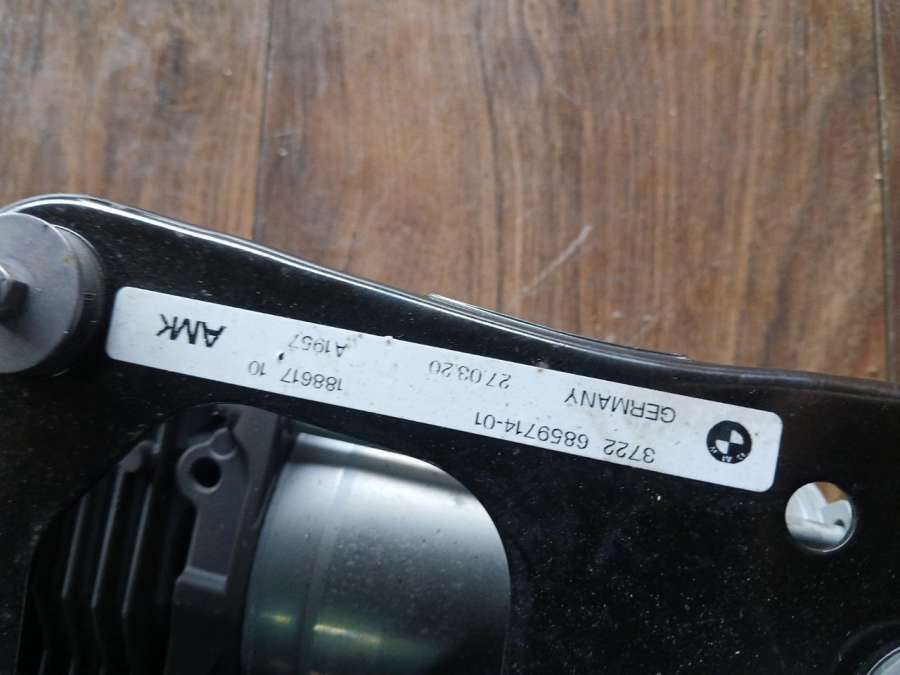 3722 6859714-01
GERMANY 27.03.20
188617 10
A1957
AMK